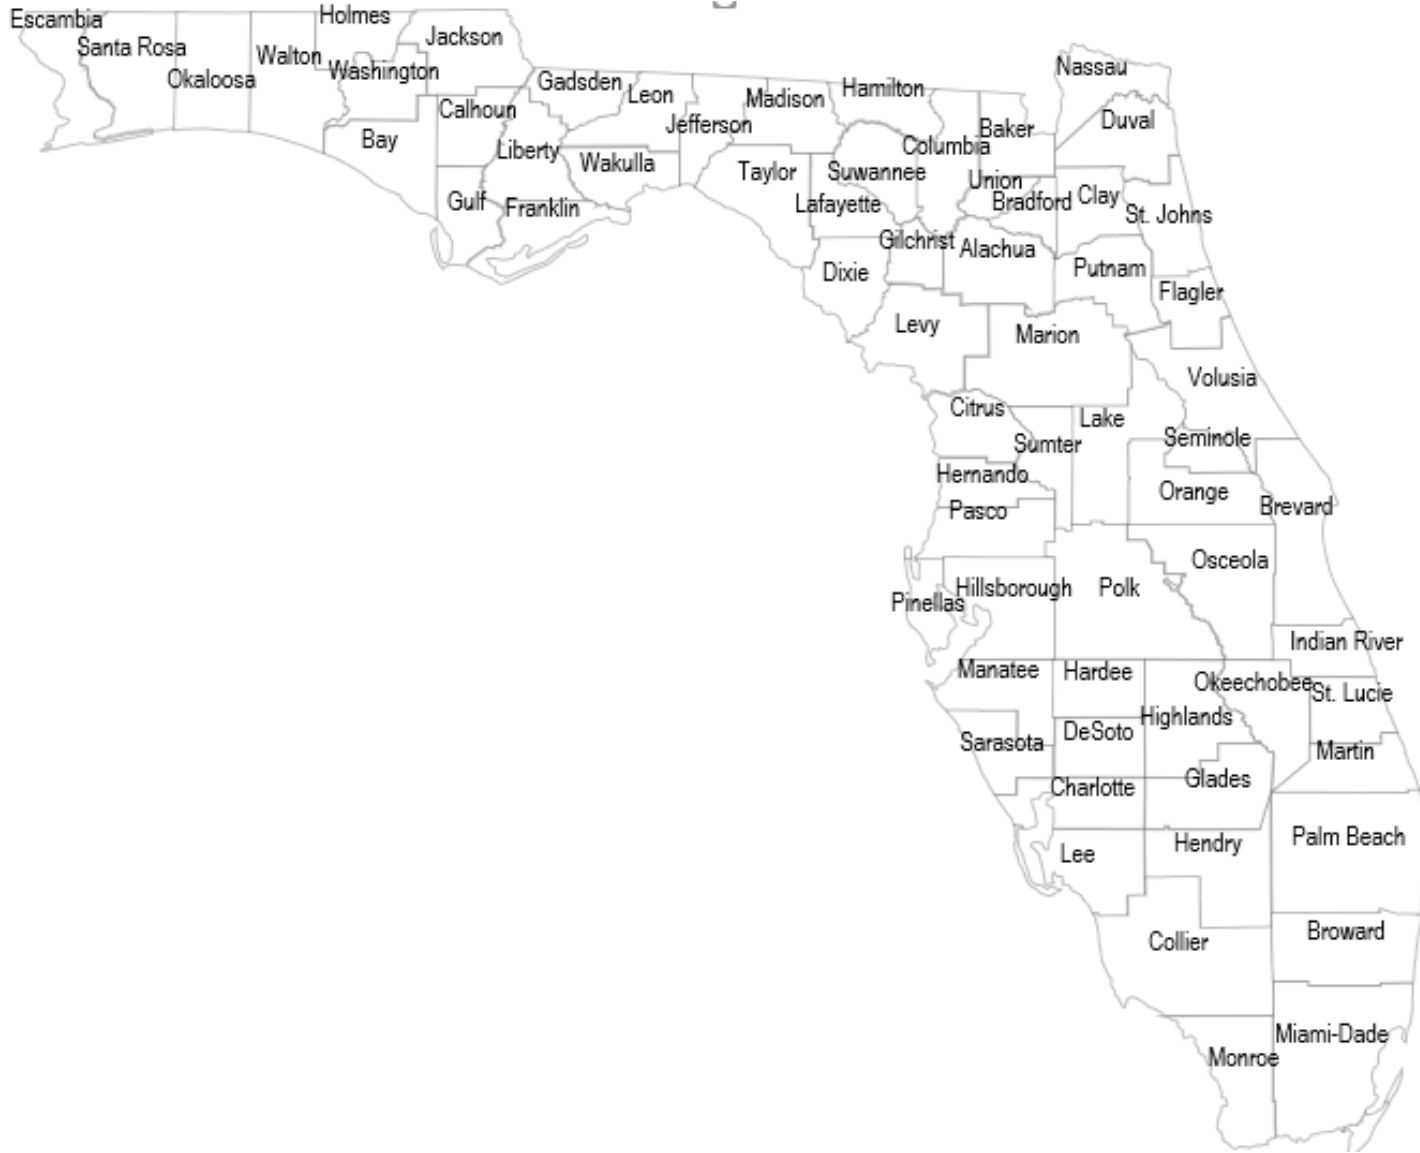 Escambia
Santa Rosa
Okaloosa
Walton
Holmes
Washington
Jackson
Bay
Calhoun
Gulf
Gadsden
Liberty
Franklin
Leon
Wakulla
Jefferson
Madison
Taylor
Hamilton
Suwannee
Lafayette
Dixie
Columbia
Gilchrist
Levy
Baker
Union
Bradford
Alachua
Nassau
Duval
Clay
St. Johns
Putnam
Flagler
Marion
Volusia
Citrus
Sumter
Lake
Seminole
Hernando
Orange
Pasco
Brevard
Osceola
Pinellas
Hillsborough
Polk
Indian River
Manatee
Hardee
Okeechobee
St. Lucie
Highlands
Sarasota
DeSoto
Martin
Charlotte
Glades
Lee
Hendry
Palm Beach
Collier
Broward
Monroe
Miami-Dade